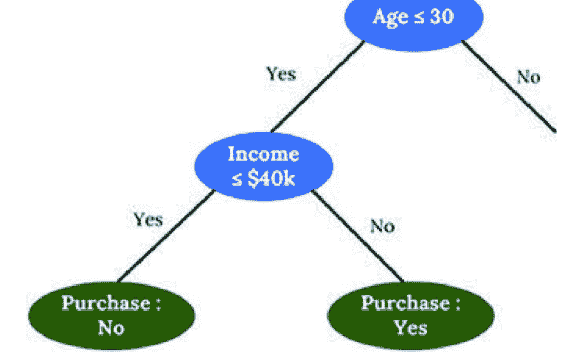 Age ≤ 30
Yes
No
Income
≤ $40k
Yes
No
Purchase :
No
Purchase :
Yes